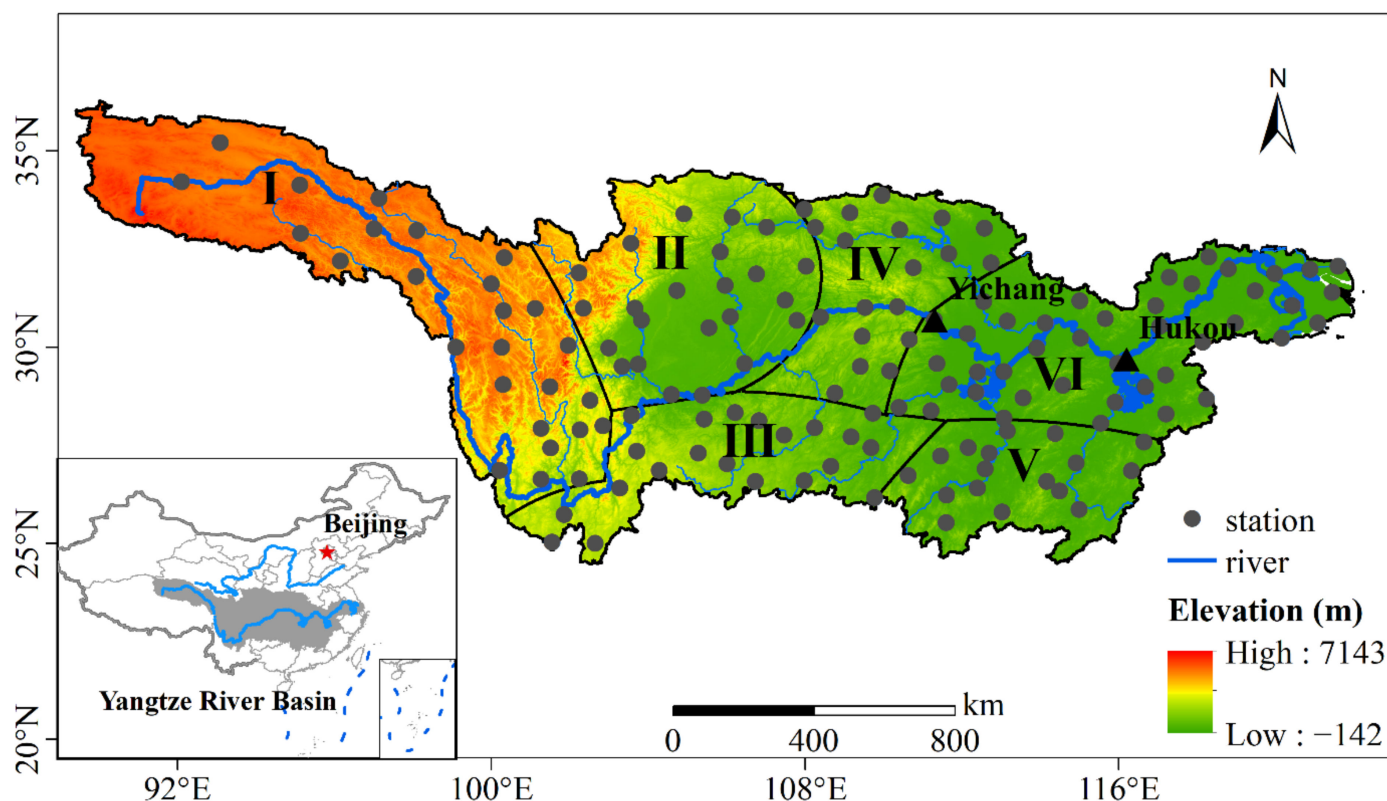 N
35°N
30°N
25°N
20°N
I
II
IV
Yichang
Hukou
VI
III
V
Beijing
Yangtze River Basin
station
river
Elevation (m)
High : 7143
Low : −142
km
0 400 800
92°E 100°E 108°E 116°E